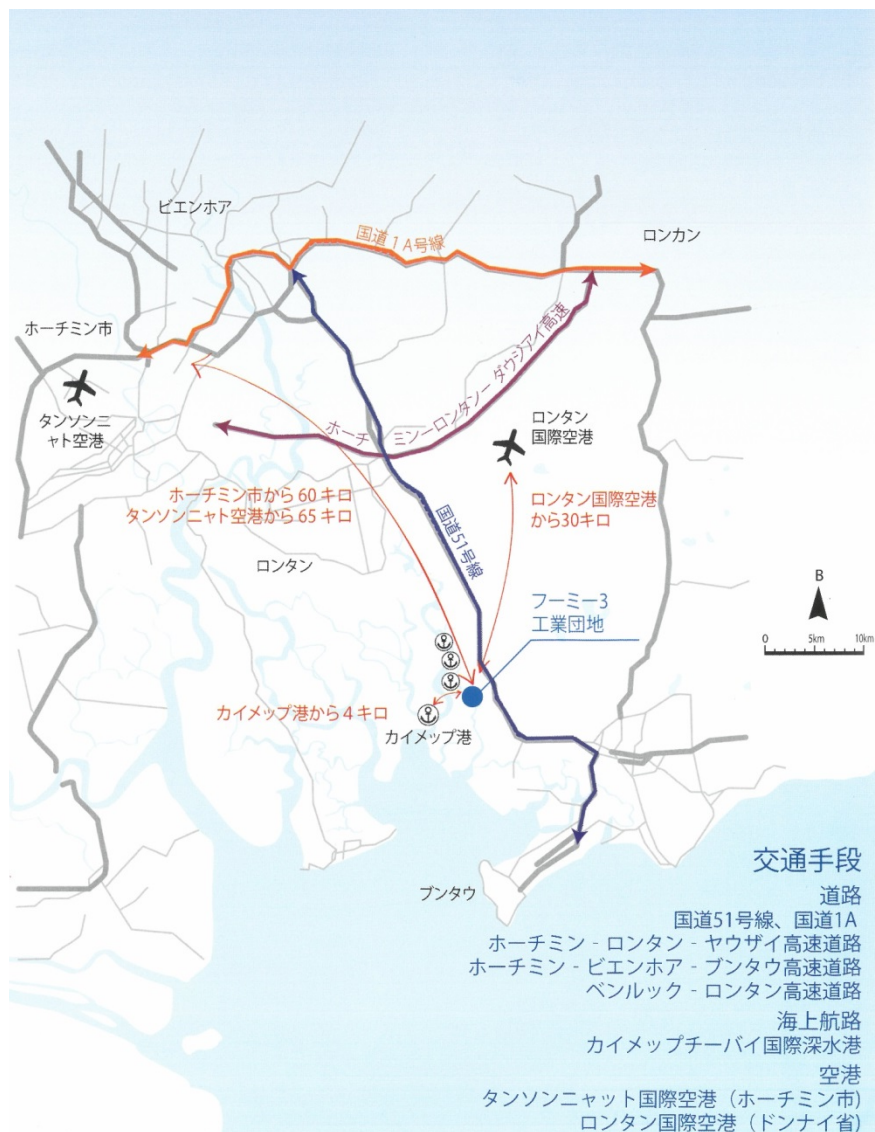 ビエンホア
国道１A号線
ロンカン
ホーチミン市
タンソンニ
ャト空港
ホーチミンーロンタンー ダウジアイ高速
ロンタン
国際空港
ホーチミン市から 60 キロ
タンソンニャト空港から 65 キロ
ロンタン国際空港
から30キロ
国道51号線
ロンタン
B
0 5km 10km
フーミー3
工業団地
カイメップ港から 4 キロ
カイメップ港
ブンタウ
交通手段
道路
国道51号線、国道1A
ホーチミン‐ロンタン‐ヤウザイ高速道路
ホーチミン‐ビエンホア‐ブンタウ高速道路
ベンルック‐ロンタン高速道路
海上航路
カイメップチーバイ国際深水港
空港
タンソンニャット国際空港（ホーチミン市)
ロンタン国際空港（ドンナイ省）